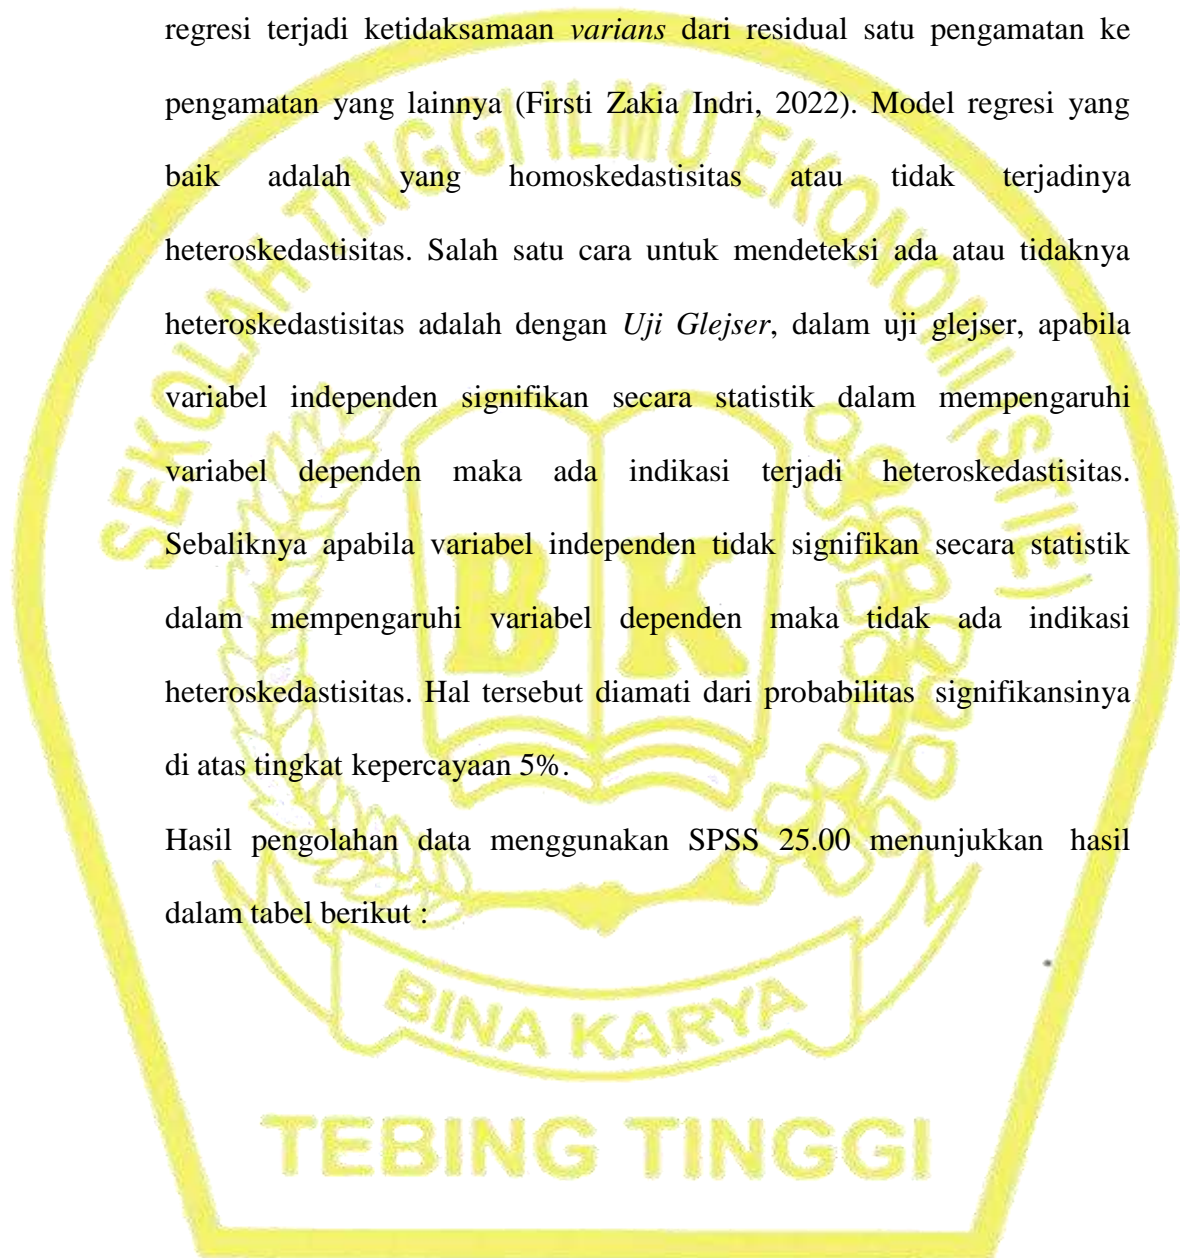 regresi terjadi ketidaksamaan varians dari residual satu pengamatan ke
pengamatan yang lainnya (Firsti Zakia Indri, 2022). Model regresi yang
baik adalah yang homoskedastisitas atau tidak terjadinya
heteroskedastisitas. Salah satu cara untuk mendeteksi ada atau tidaknya
heteroskedastisitas adalah dengan Uji Glejser, dalam uji glejser, apabila
variabel independen signifikan secara statistik dalam mempengaruhi
variabel dependen maka ada indikasi terjadi heteroskedastisitas.
Sebaliknya apabila variabel independen tidak signifikan secara statistik
dalam mempengaruhi variabel dependen maka tidak ada indikasi
heteroskedastisitas. Hal tersebut diamati dari probabilitas signifikansinya
di atas tingkat kepercayaan 5%.
Hasil pengolahan data menggunakan SPSS 25.00 menunjukkan hasil
dalam tabel berikut :
SEKOLAH TINGGI ILMU EKONOMI (STIE)
BK
BINA KARYA
TEBING TINGGI